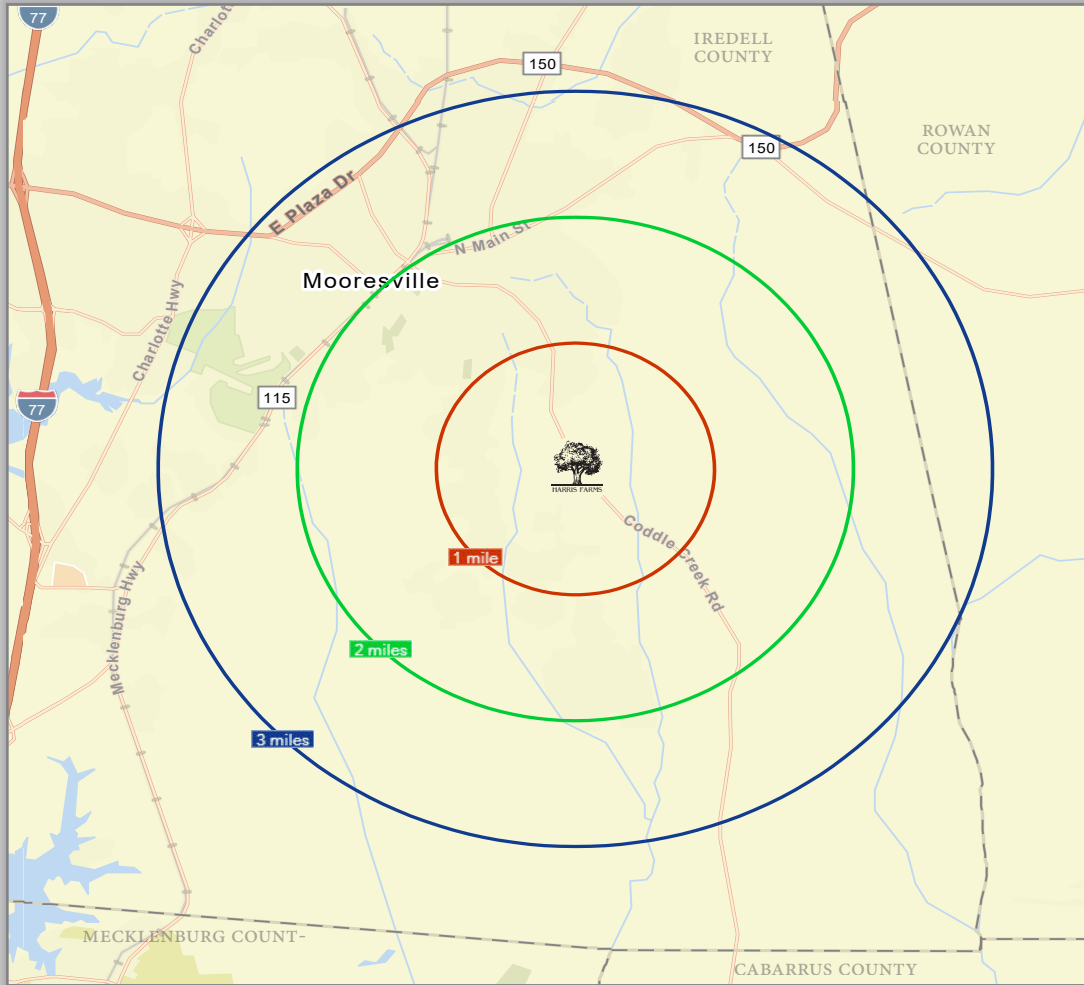 77
Charlot
IREDELL
COUNTY
150
ROWAN
COUNTY
150
E Plaza Dr
N Main St
Mooresville
Charlotte Hwy
115
77
HARRIS FARMS
Coddle Creek Rd
1 mile
Mecklenburg Hwy
2 miles
3 miles
MECKLENBURG COUNT-
CABARRUS COUNTY